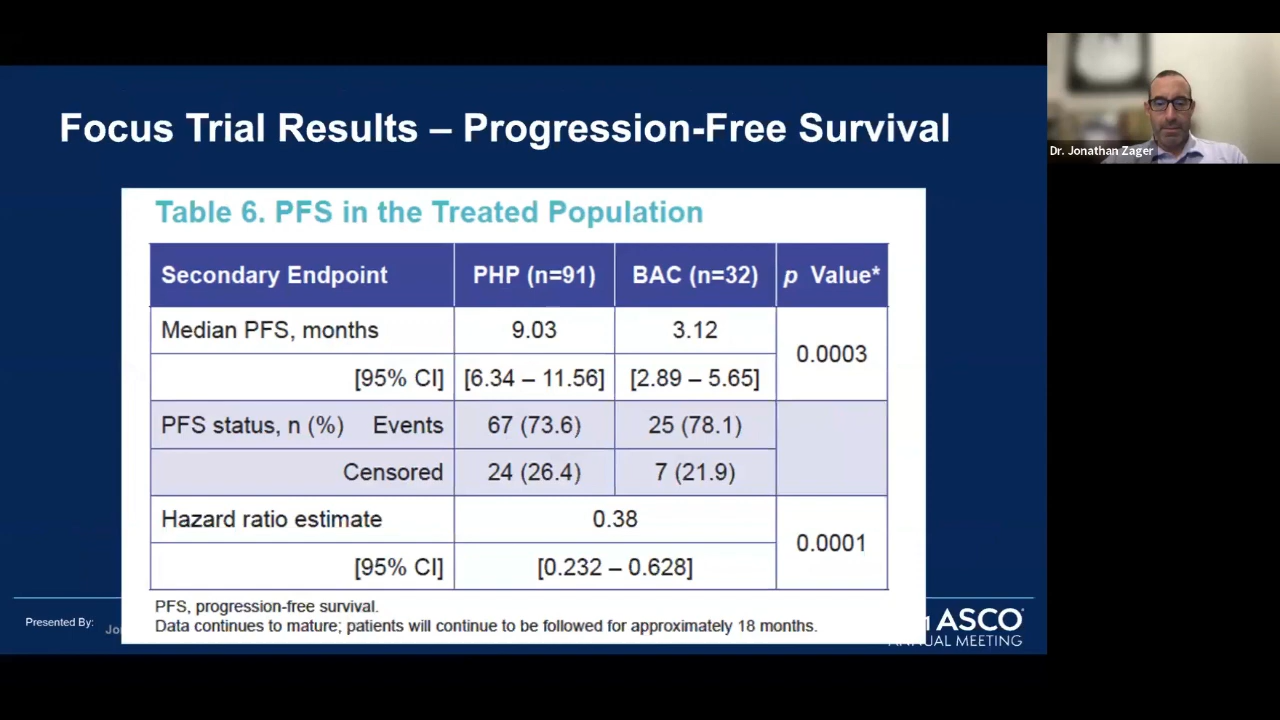 Focus Trial Results – Progression-Free Survival
Dr. Jonathan Zager
Table 6. PFS in the Treated Population
Secondary Endpoint PHP (n=91) BAC (n=32) p Value*
Median PFS, months 9.03 3.12 0.0003
[95% CI] [6.34 – 11.56] [2.89 – 5.65]
PFS status, n (%) Events 67 (73.6) 25 (78.1)
Censored 24 (26.4) 7 (21.9)
Hazard ratio estimate 0.38 0.0001
[95% CI] [0.232 – 0.628]
PFS, progression-free survival.
Data continues to mature; patients will continue to be followed for approximately 18 months.
Presented By:
ASCO
ANNUAL MEETING